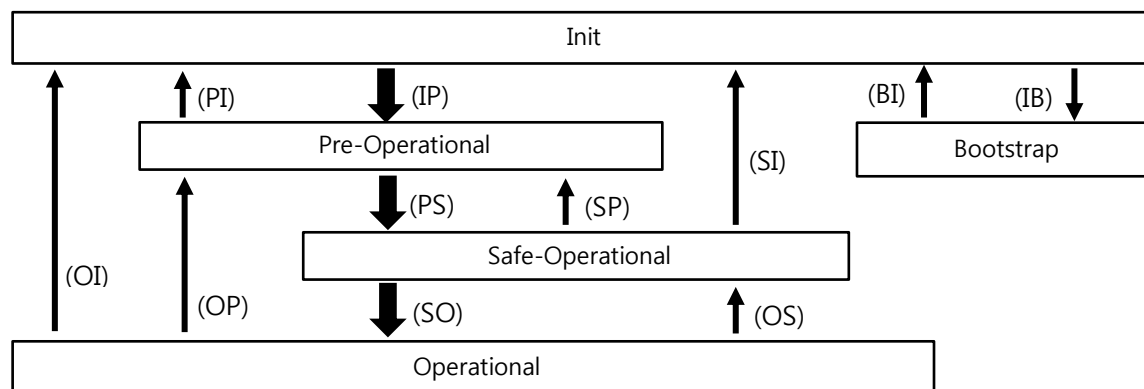 Init
(PI)
(IP)
(BI)
(IB)
Pre-Operational
Bootstrap
(SI)
(PS)
(SP)
Safe-Operational
(OI)
(OP)
(SO)
(OS)
Operational